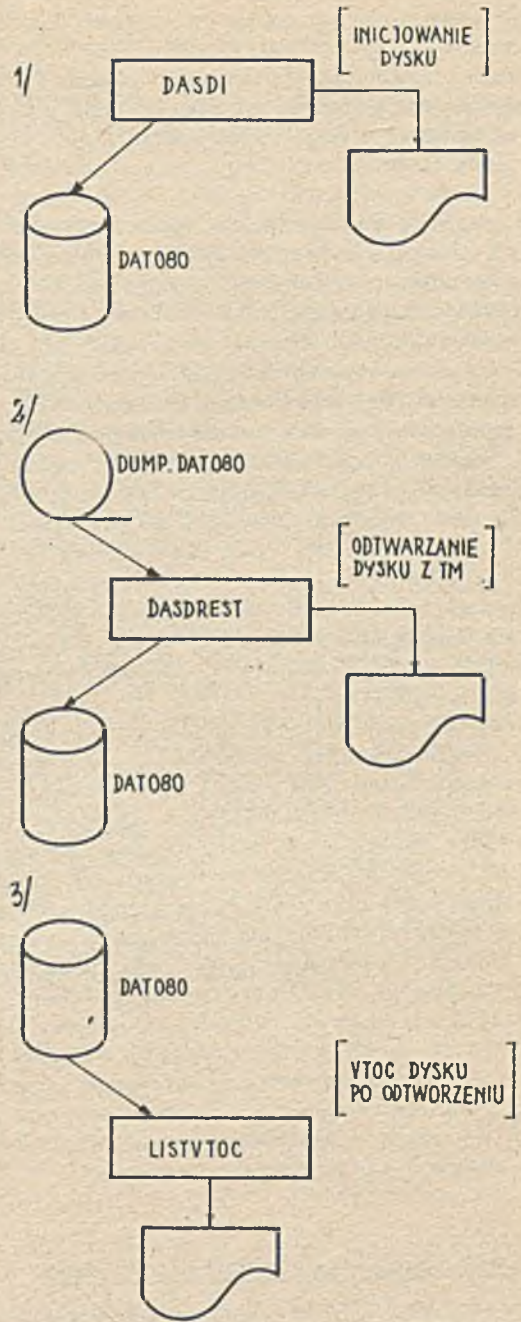 1/
DASDI
[INICJOWANIE
DYSKU]
DAT080
2/
DUMP. DAT080
[ODTWARZANIE
DYSKU Z TM]
DASDREST
DAT080
3/
DAT080
[VTOC DYSKU
PO ODTWORZENIU]
LISTVTOC